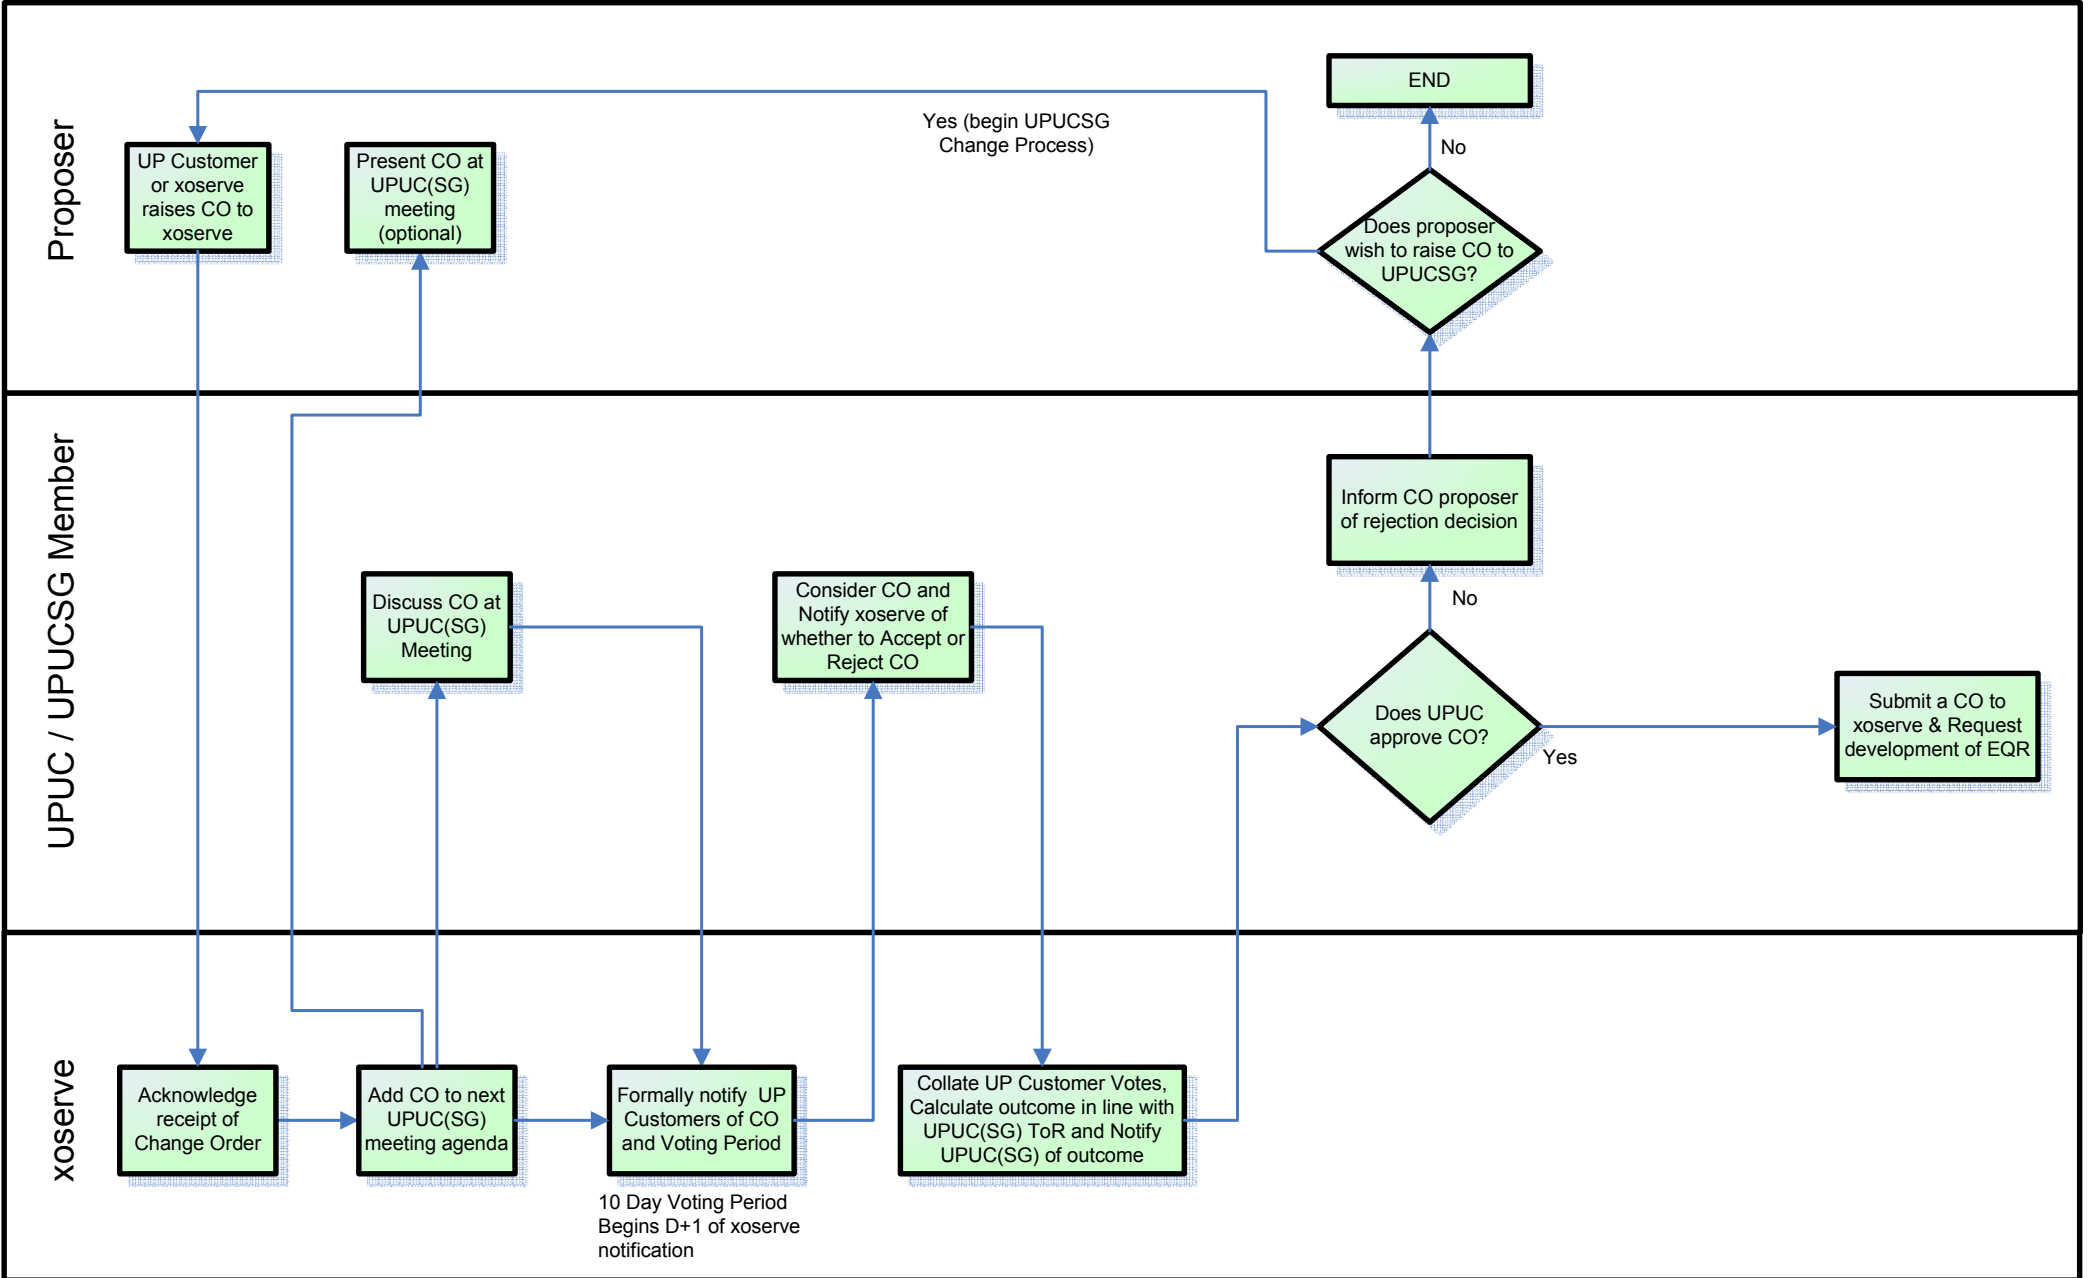 Proposer
UP Customer
or xoserve
raises CO to
xoserve
Present CO at
UPUC(SG)
meeting
(optional)
Yes (begin UPUCSG
Change Process)
END
No
Does proposer
wish to raise CO to
UPUCSG?
UPUC / UPUCSG Member
Discuss CO at
UPUC(SG)
Meeting
Consider CO and
Notify xoserve of
whether to Accept or
Reject CO
Inform CO proposer
of rejection decision
No
Does UPUC
approve CO?
Yes
Submit a CO to
xoserve & Request
development of EQR
xoserve
Acknowledge
receipt of
Change Order
Add CO to next
UPUC(SG)
meeting agenda
Formally notify UP
Customers of CO
and Voting Period
10 Day Voting Period
Begins D+1 of xoserve
notification
Collate UP Customer Votes,
Calculate outcome in line with
UPUC(SG) ToR and Notify
UPUC(SG) of outcome